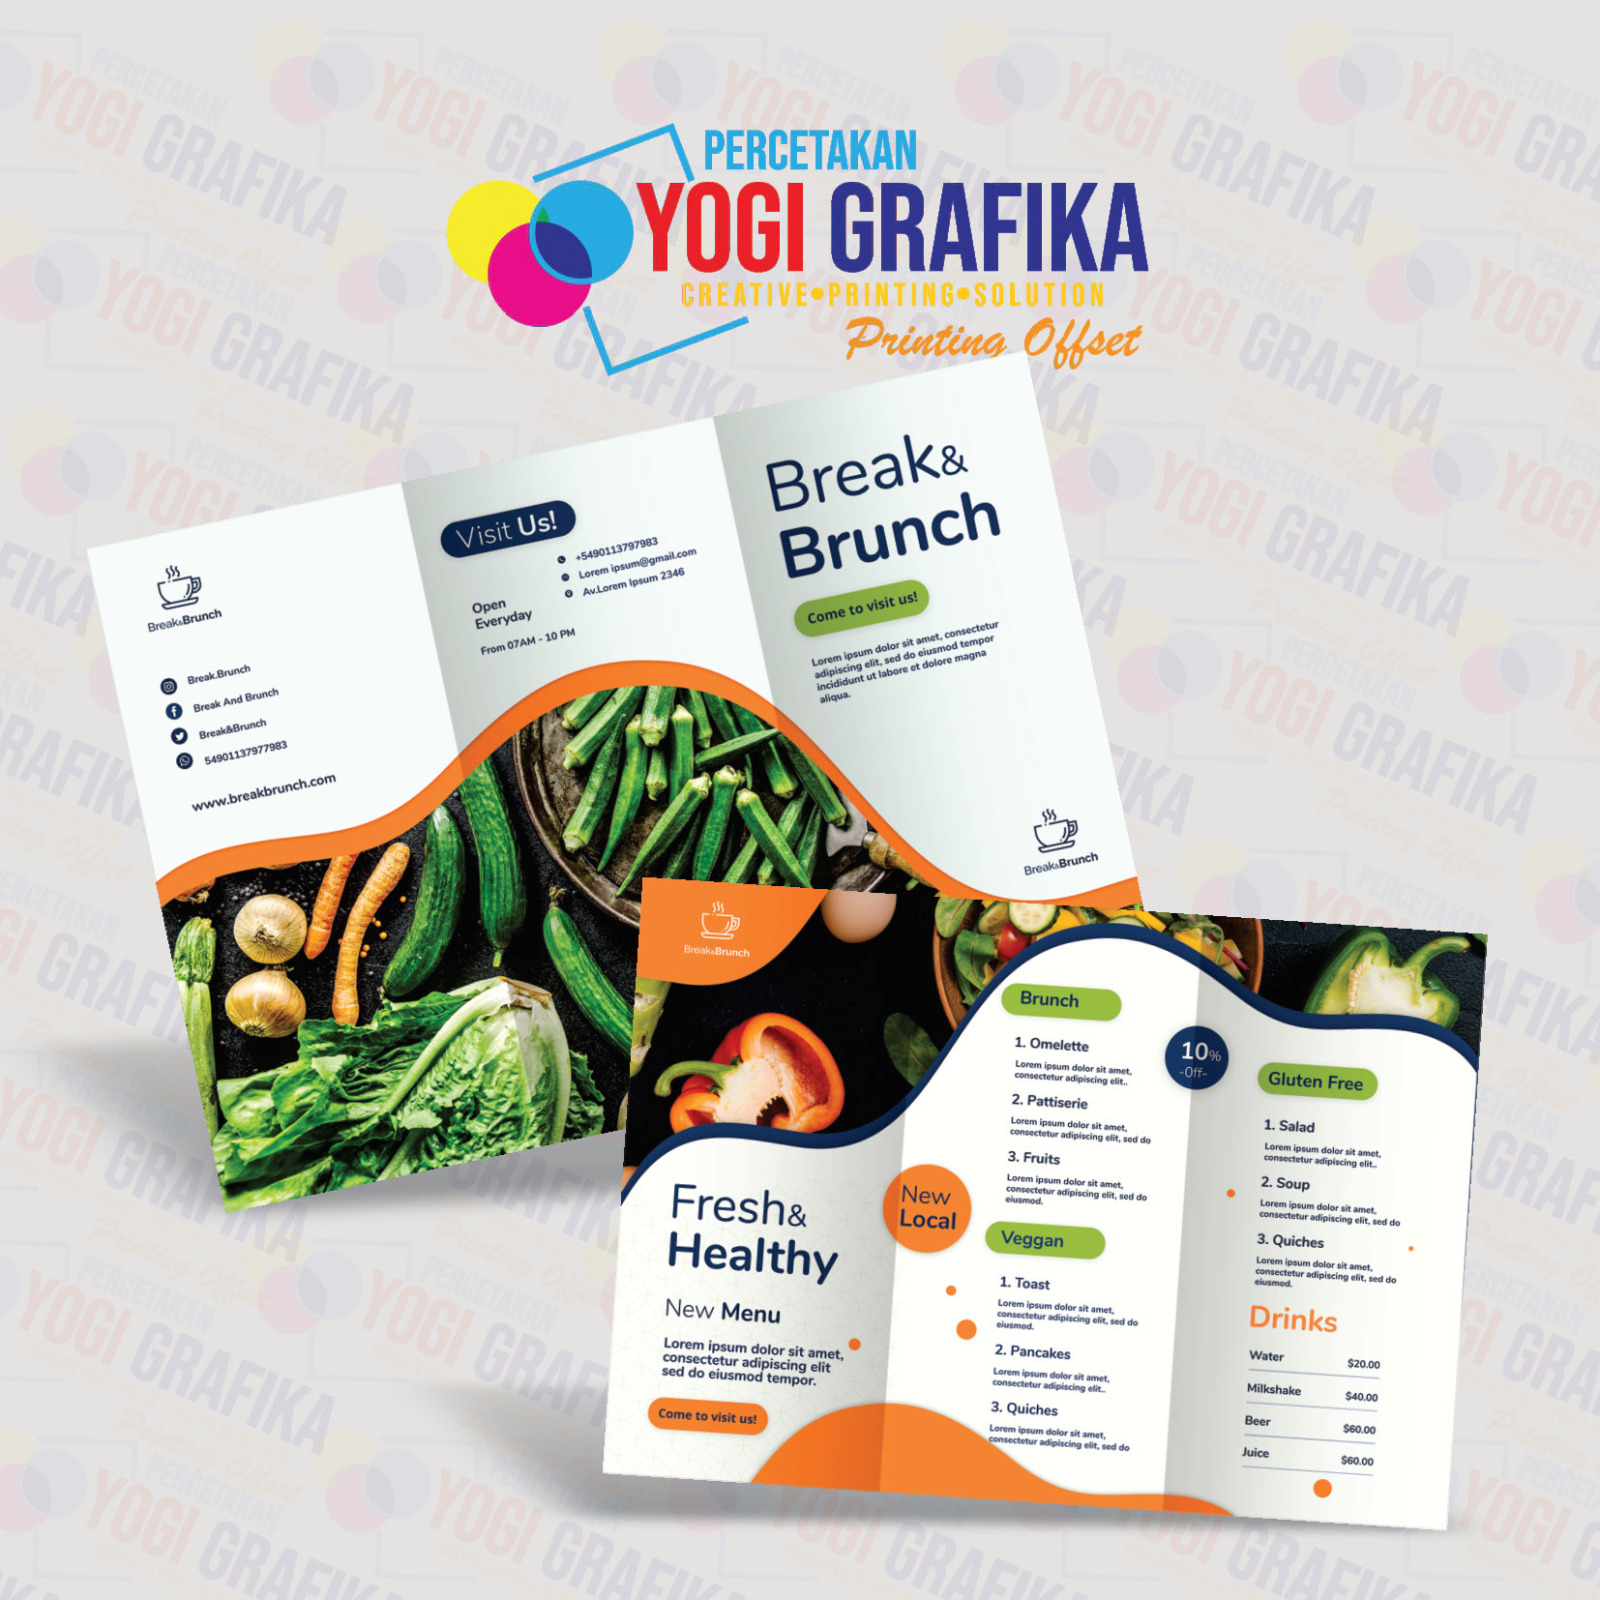 PERCETAKAN
YOGI GRAFIKA
CREATIVE•PRINTING•SOLUTION
Printing Offset
Break&Brunch
Break.Brunch
Break And Brunch
Break&Brunch
54901137977983
www.breakbrunch.com
Visit Us!
+5490113797983
Lorem ipsum@gmail.com
Av.Lorem Ipsum 2346
Open
Everyday
From 07AM - 10 PM
Break&
Brunch
Come to visit us!
Lorem ipsum dolor sit amet, consectetur
adipiscing elit, sed do eiusmod tempor
incididunt ut labore et dolore magna
aliqua.
Break&Brunch
Break&Brunch
Fresh&
Healthy
New Menu
Lorem ipsum dolor sit amet,
consectetur adipiscing elit
sed do eiusmod tempor.
Come to visit us!
New
Local
Brunch
1. Omelette
Lorem ipsum dolor sit amet,
consectetur adipiscing elit..
2. Pattiserie
Lorem ipsum dolor sit amet,
consectetur adipiscing elit, sed do
3. Fruits
Lorem ipsum dolor sit amet,
consectetur adipiscing elit, sed do
eiusmod.
Veggan
1. Toast
Lorem ipsum dolor sit amet,
consectetur adipiscing elit, sed do
eiusmod.
2. Pancakes
Lorem ipsum dolor sit amet,
consectetur adipiscing elit..
3. Quiches
Lorem ipsum dolor sit amet,
consectetur adipiscing elit, sed do
10%
-Off-
Gluten Free
1. Salad
Lorem ipsum dolor sit amet,
consectetur adipiscing elit..
2. Soup
Lorem ipsum dolor sit amet,
consectetur adipiscing elit, sed do
3. Quiches
Lorem ipsum dolor sit amet,
consectetur adipiscing elit, sed do
eiusmod.
Drinks
Water $20.00
Milkshake $40.00
Beer $60.00
Juice $60.00